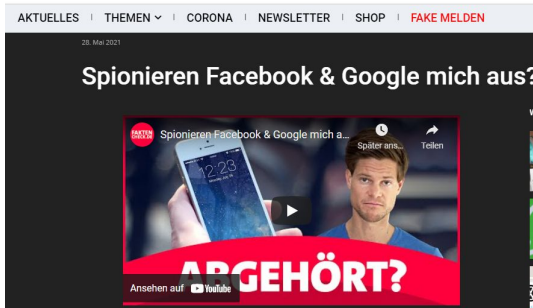 AKTUELLES THEMEN CORONA NEWSLETTER SHOP FAKE MELDEN
28. Mai 2021
Spionieren Facebook & Google mich aus?
FAKTEN
CHECK.DE
Spionieren Facebook & Google mich a...
Später ans...
Teilen
12:23
ABGEHÖRT?
Ansehen auf YouTube